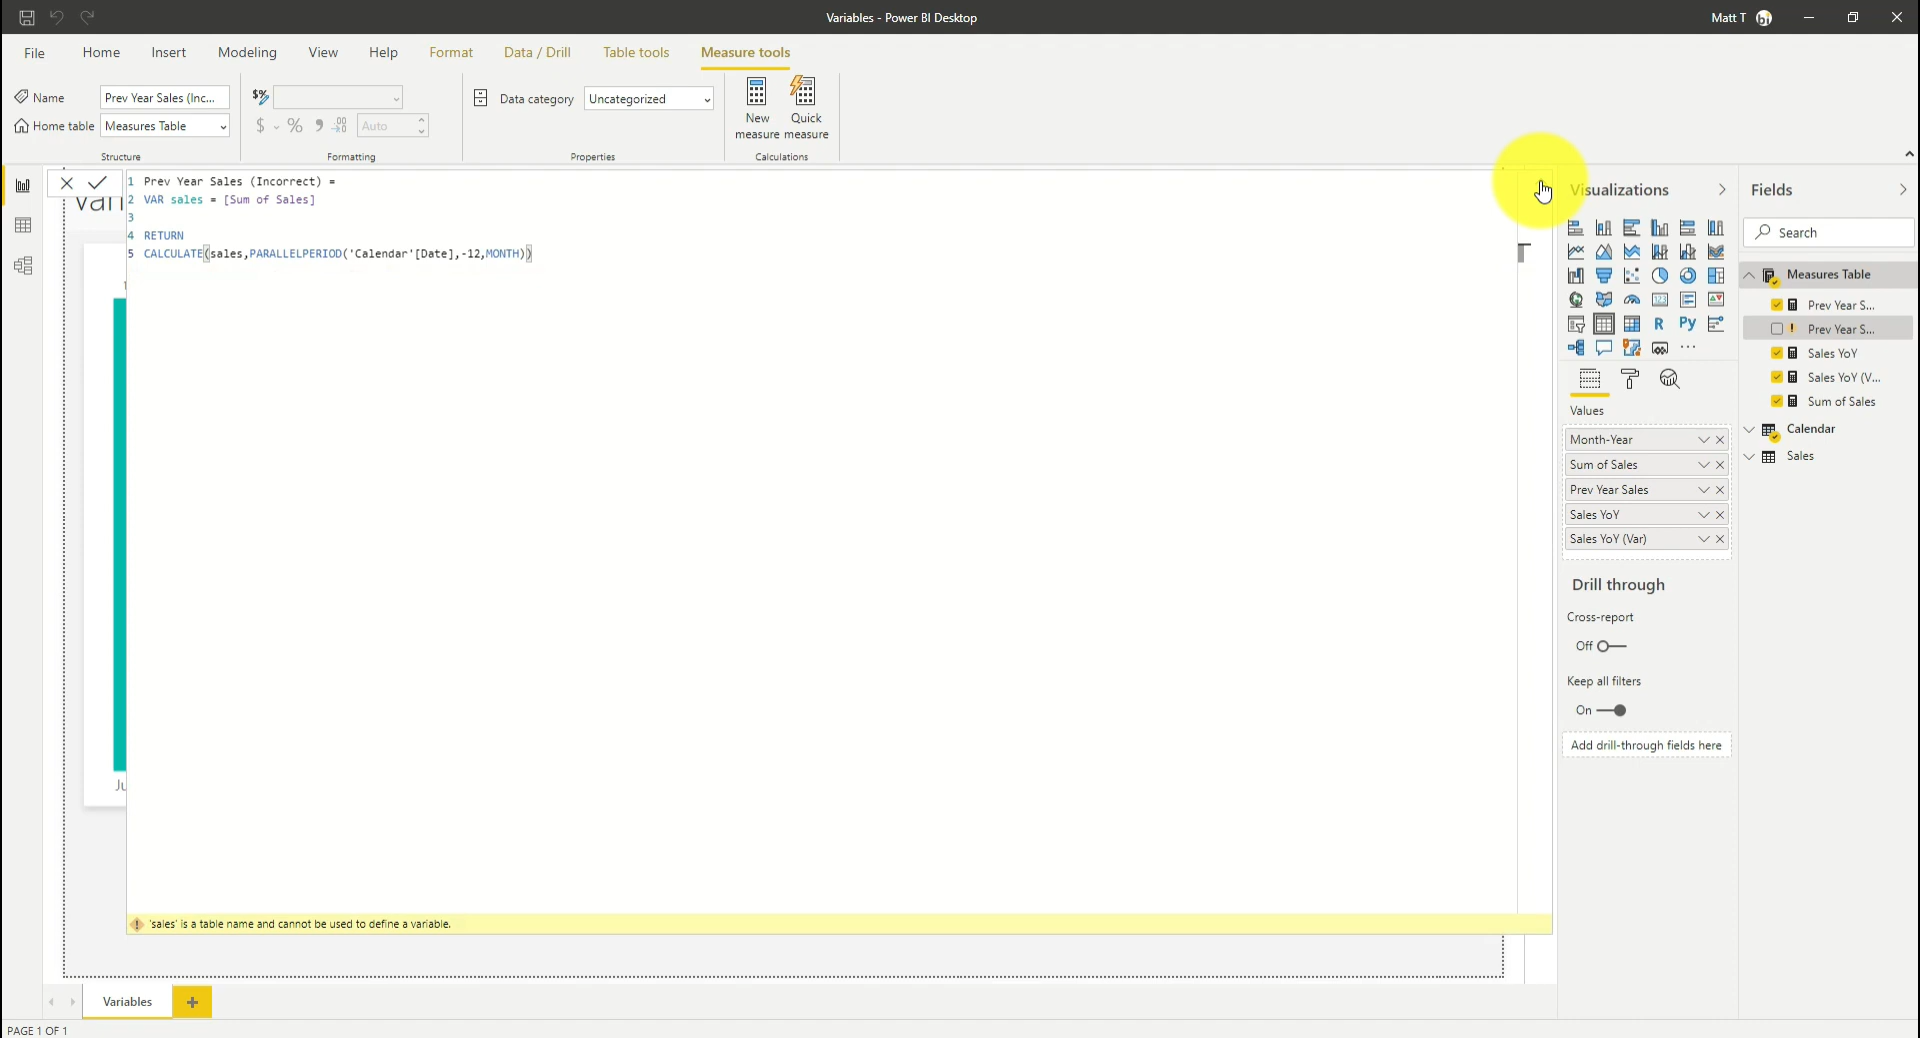 Variables - Power BI Desktop
Matt T
File Home Insert Modeling View Help Format Data / Drill Table tools Measure tools
Name Prev Year Sales (Inc...
Home table Measures Table
Structure
$ % 9 .00 Auto
Formatting
Data category Uncategorized
Properties
New measure
Quick measure
Calculations
1 Prev Year Sales (Incorrect) =
2 VAR sales = [Sum of Sales]
3
4 RETURN
5 CALCULATE(sales,PARALLELPERIOD('Calendar'[Date],-12,MONTH))
'sales' is a table name and cannot be used to define a variable.
Visualizations
R Py
123
Values
Month-Year
Sum of Sales
Prev Year Sales
Sales YoY
Sales YoY (Var)
Drill through
Cross-report
Off
Keep all filters
On
Add drill-through fields here
Fields
Search
Measures Table
Prev Year S...
Prev Year S...
Sales YoY
Sales YoY (V...
Sum of Sales
Calendar
Sales
Variables
PAGE 1 OF 1